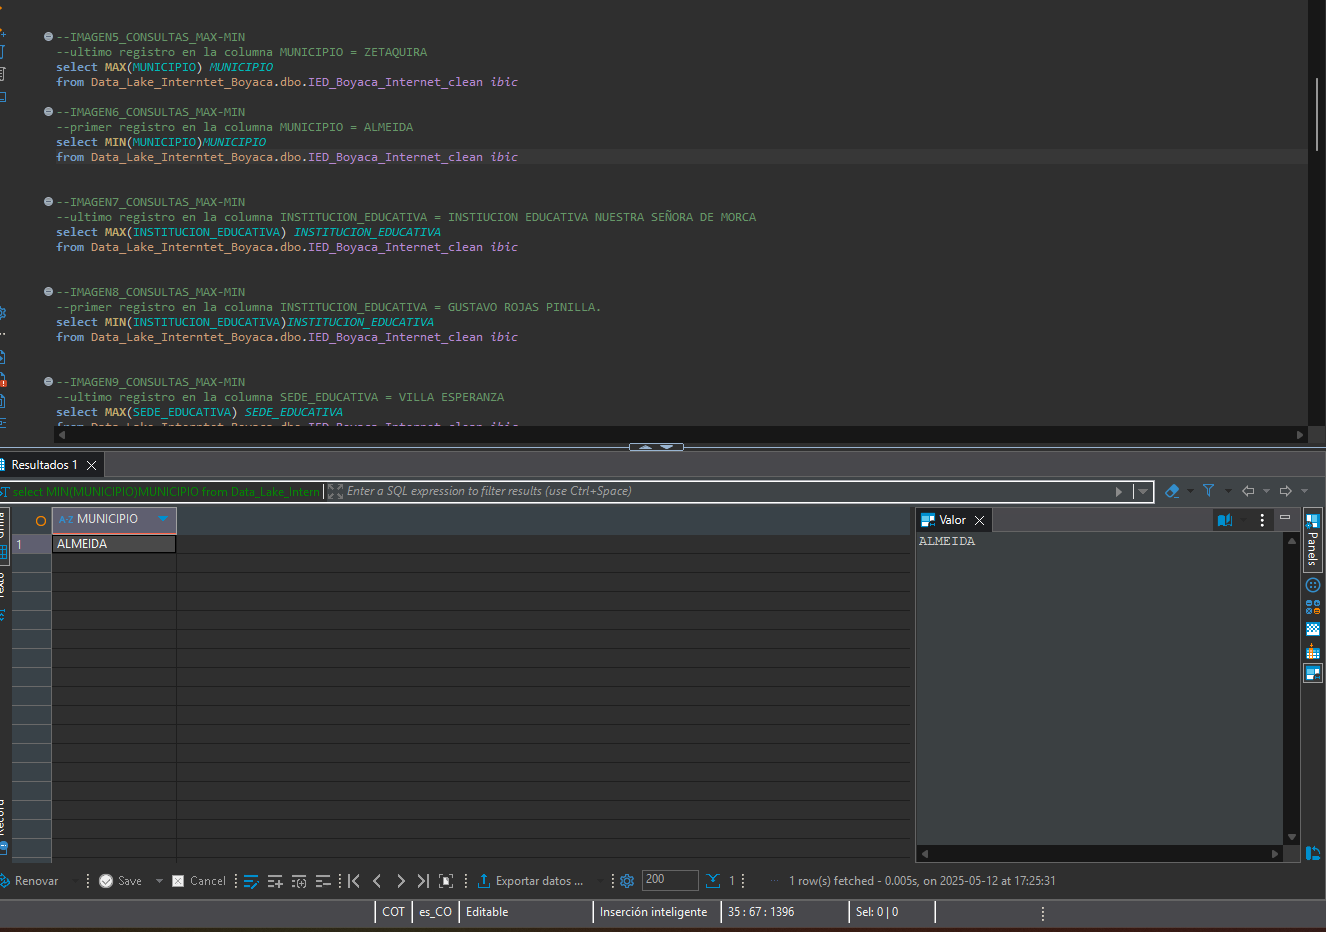 --IMAGEN5_CONSULTAS_MAX-MIN
--ultimo registro en la columna MUNICIPIO = ZETAQUIRA
select MAX(MUNICIPIO) MUNICIPIO
from Data_Lake_Interntet_Boyaca.dbo.IED_Boyaca_Internet_clean ibic
--IMAGEN6_CONSULTAS_MAX-MIN
--primer registro en la columna MUNICIPIO = ALMEIDA
select MIN(MUNICIPIO)MUNICIPIO
from Data_Lake_Interntet_Boyaca.dbo.IED_Boyaca_Internet_clean ibic
--IMAGEN7_CONSULTAS_MAX-MIN
--ultimo registro en la columna INSTITUCION_EDUCATIVA = INSTIUCION EDUCATIVA NUESTRA SEÑORA DE MORCA
select MAX(INSTITUCION_EDUCATIVA) INSTITUCION_EDUCATIVA
from Data_Lake_Interntet_Boyaca.dbo.IED_Boyaca_Internet_clean ibic
--IMAGEN8_CONSULTAS_MAX-MIN
--primer registro en la columna INSTITUCION_EDUCATIVA = GUSTAVO ROJAS PINILLA.
select MIN(INSTITUCION_EDUCATIVA)INSTITUCION_EDUCATIVA
from Data_Lake_Interntet_Boyaca.dbo.IED_Boyaca_Internet_clean ibic
--IMAGEN9_CONSULTAS_MAX-MIN
--ultimo registro en la columna SEDE_EDUCATIVA = VILLA ESPERANZA
select MAX(SEDE_EDUCATIVA) SEDE_EDUCATIVA
Resultados 1
select MIN(MUNICIPIO)MUNICIPIO from Data_Lake_Intern
Enter a SQL expression to filter results (use Ctrl+Space)
A-Z MUNICIPIO
1 ALMEIDA
Valor
ALMEIDA
Panels
Texto
Record
Renovar
Save
Cancel
Exportar datos ...
200
1
1 row(s) fetched - 0.005s, on 2025-05-12 at 17:25:31
COT
es_CO
Editable
Inserción inteligente
35 : 67 : 1396
Sel: 0 | 0